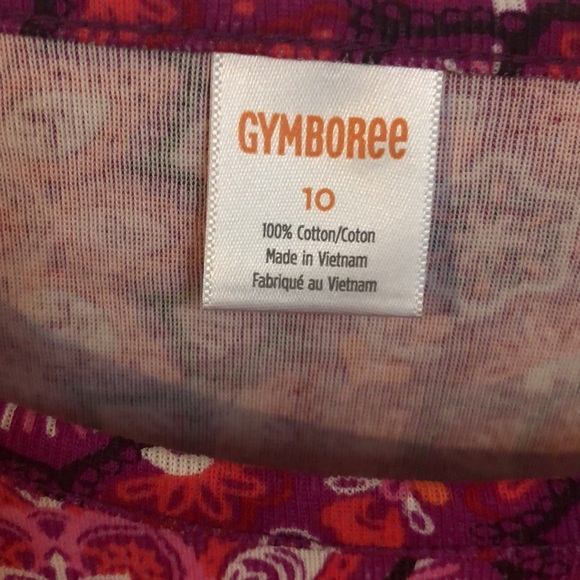 GYMBORee
10
100% Cotton/Coton
Made in Vietnam
Fabriqué au Vietnam